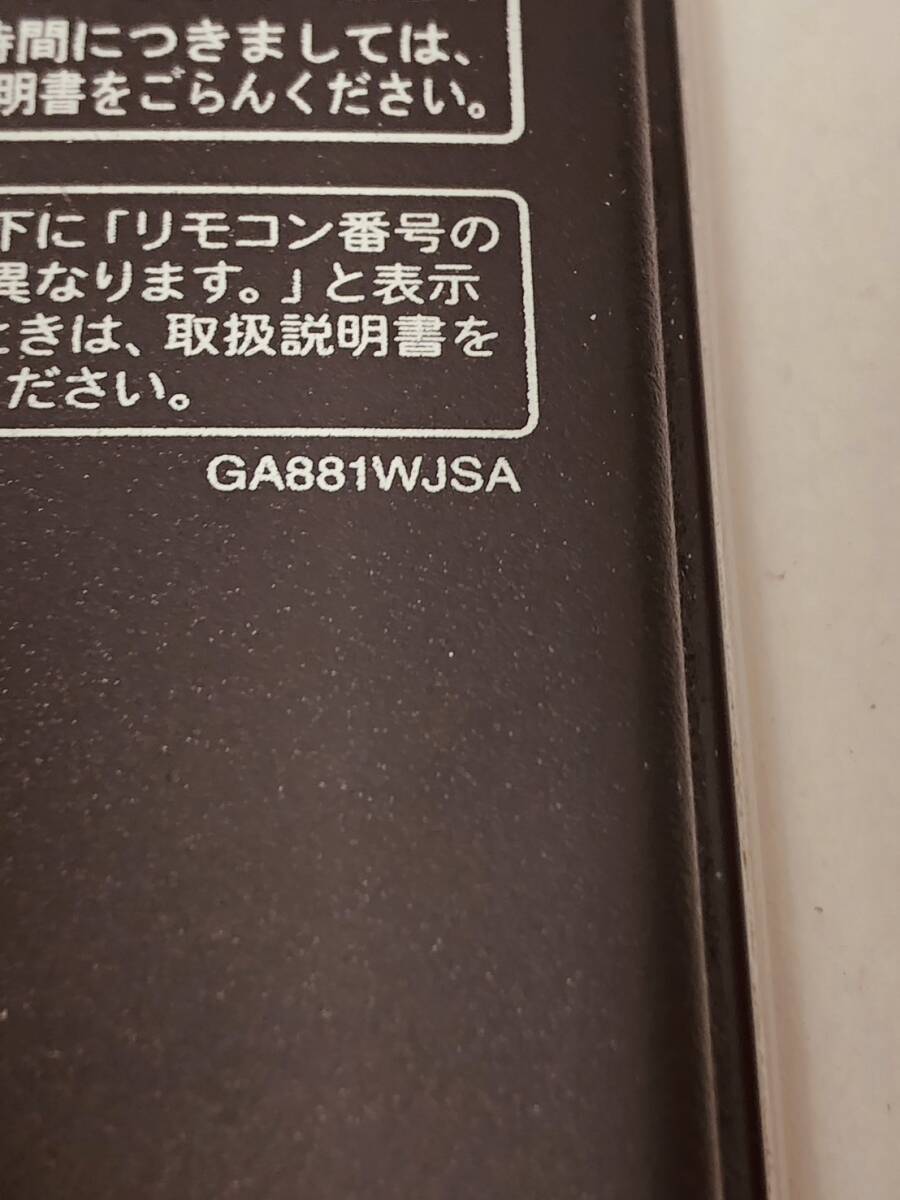 時間につきましては、
明書をごらんください。
下に「リモコン番号の
異なります。」と表示
ときは、取扱説明書を
ください。
GA881WJSA